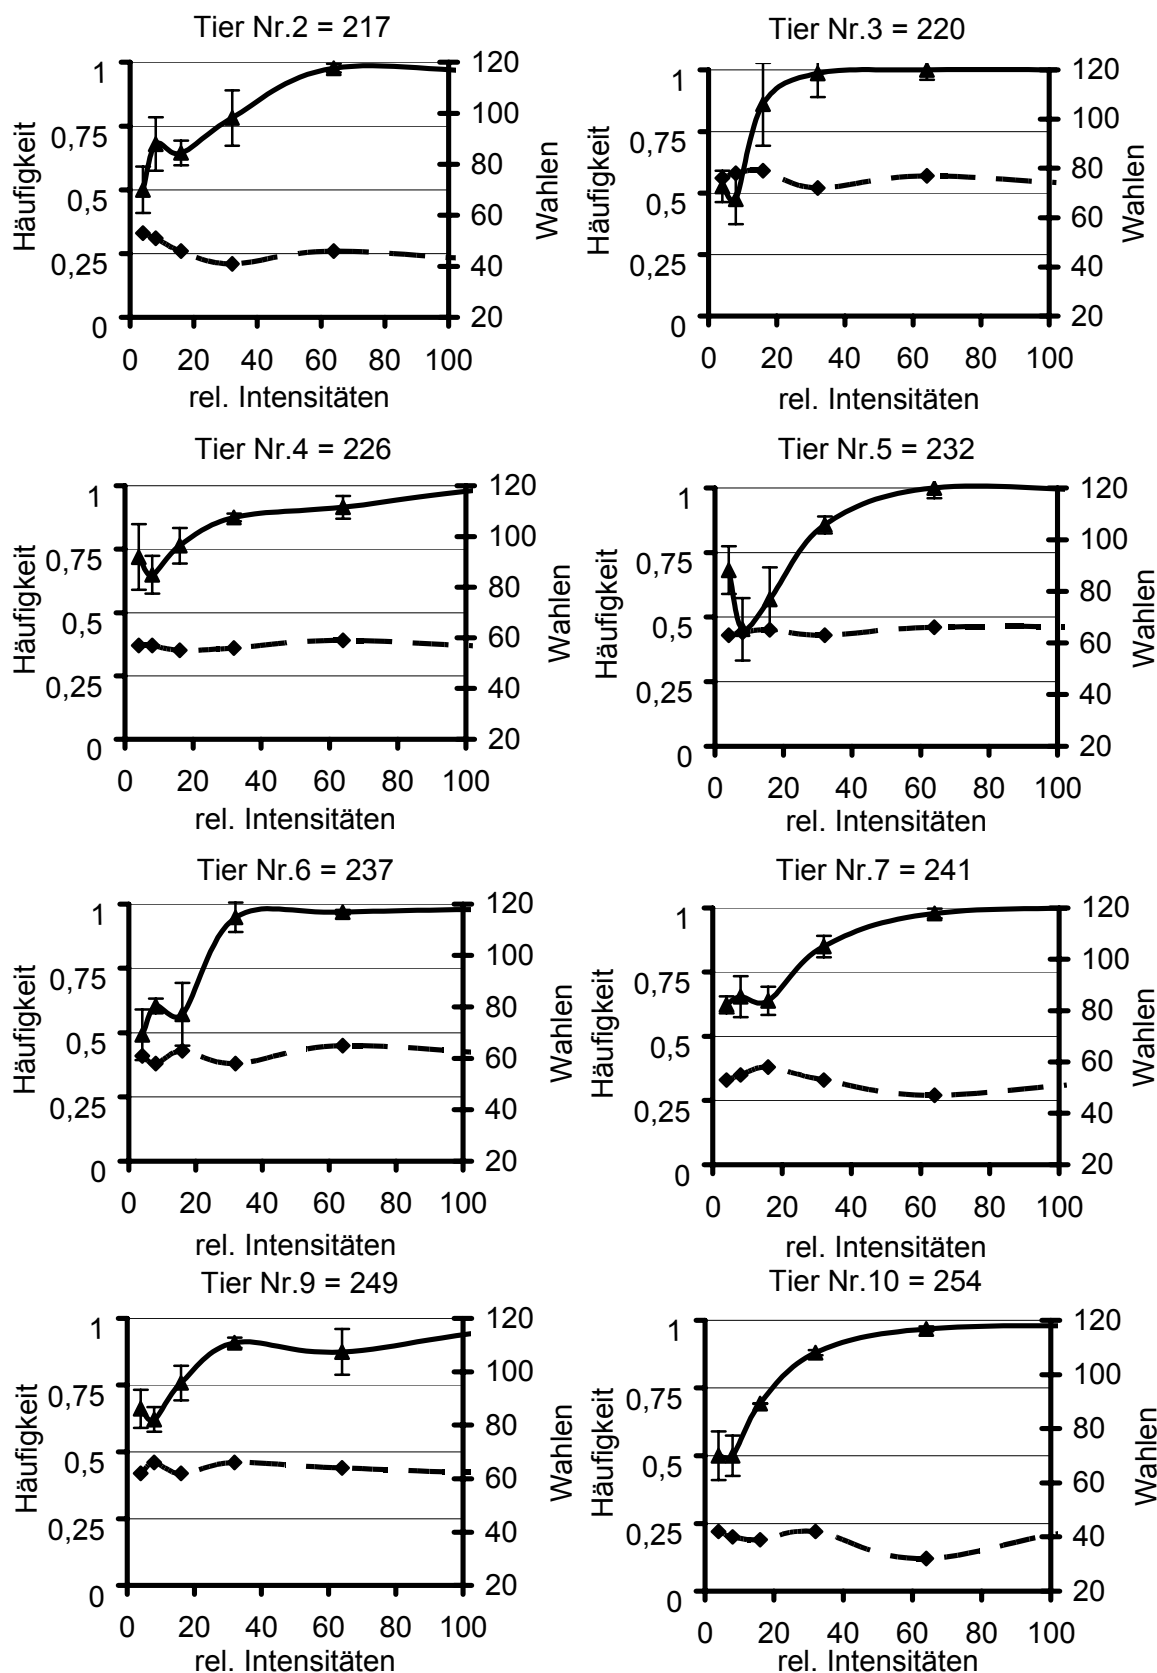 Tier Nr.2 = 217
1
0,75
0,5
0,25
0
120
100
80
60
40
20
0 20 40 60 80 100
Häufigkeit
Wahlen
rel. Intensitäten
Tier Nr.3 = 220
1
0,75
0,5
0,25
0
120
100
80
60
40
20
0 20 40 60 80 100
Häufigkeit
Wahlen
rel. Intensitäten
Tier Nr.4 = 226
1
0,75
0,5
0,25
0
120
100
80
60
40
20
0 20 40 60 80 100
Häufigkeit
Wahlen
rel. Intensitäten
Tier Nr.5 = 232
1
0,75
0,5
0,25
0
120
100
80
60
40
20
0 20 40 60 80 100
Häufigkeit
Wahlen
rel. Intensitäten
Tier Nr.6 = 237
1
0,75
0,5
0,25
0
120
100
80
60
40
20
0 20 40 60 80 100
Häufigkeit
Wahlen
rel. Intensitäten
Tier Nr.7 = 241
1
0,75
0,5
0,25
0
120
100
80
60
40
20
0 20 40 60 80 100
Häufigkeit
Wahlen
rel. Intensitäten
Tier Nr.9 = 249
1
0,75
0,5
0,25
0
120
100
80
60
40
20
0 20 40 60 80 100
Häufigkeit
Wahlen
rel. Intensitäten
Tier Nr.10 = 254
1
0,75
0,5
0,25
0
120
100
80
60
40
20
0 20 40 60 80 100
Häufigkeit
Wahlen
rel. Intensitäten